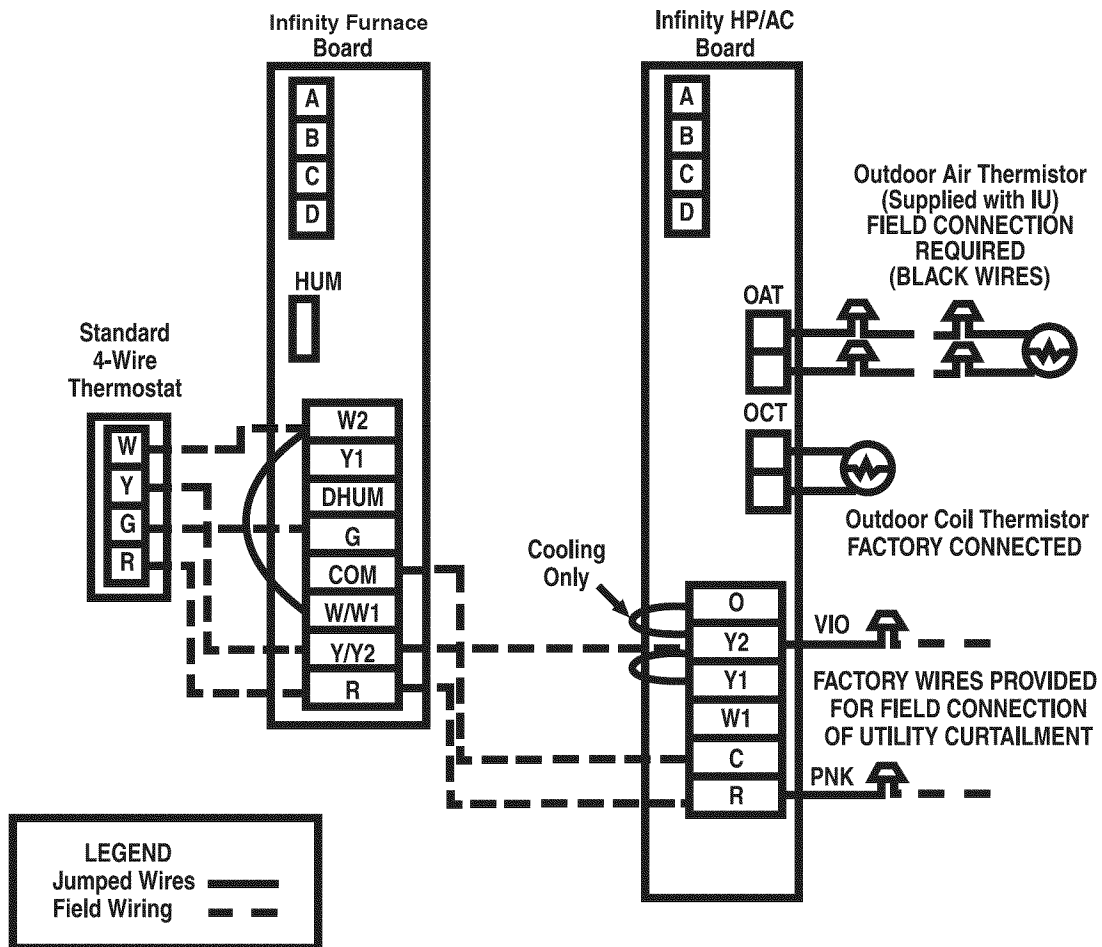 Infinity Furnace
Board
A
B
C
D
HUM
Standard
4-Wire
Thermostat
W
Y
G
R
W2
Y1
DHUM
G
COM
W/W1
Y/Y2
R
Infinity HP/AC
Board
A
B
C
D
Outdoor Air Thermistor
(Supplied with IU)
FIELD CONNECTION
REQUIRED
(BLACK WIRES)
OAT
OCT
Outdoor Coil Thermistor
FACTORY CONNECTED
Cooling
Only
O
Y2
Y1
W1
C
R
VIO
FACTORY WIRES PROVIDED
FOR FIELD CONNECTION
OF UTILITY CURTAILMENT
PNK
LEGEND
Jumped Wires
Field Wiring